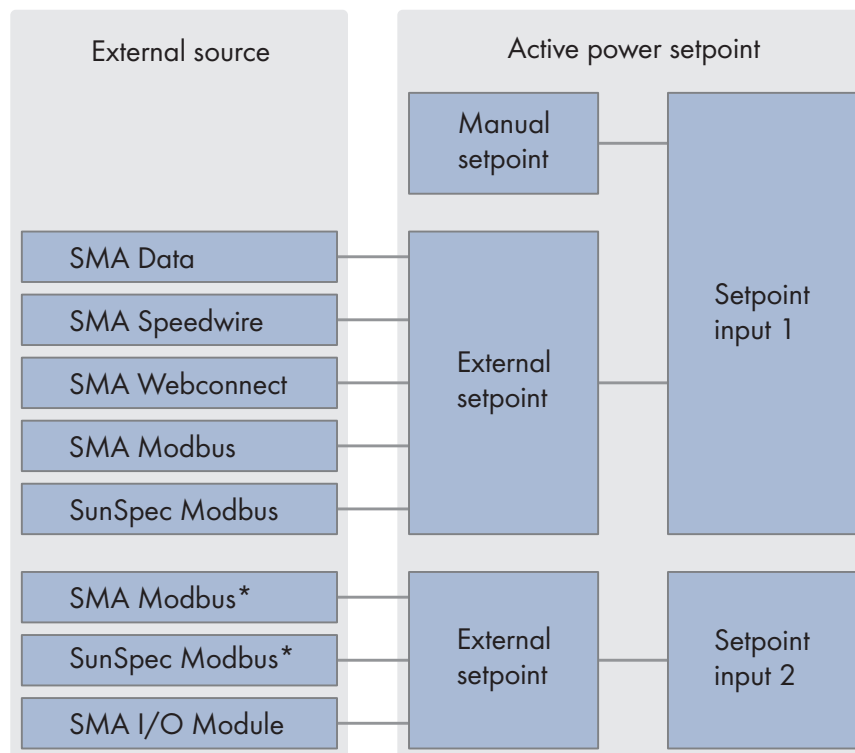 External source
Active power setpoint
Manual
setpoint
SMA Data
SMA Speedwire
SMA Webconnect
SMA Modbus
SunSpec Modbus
External
setpoint
Setpoint
input 1
SMA Modbus*
SunSpec Modbus*
SMA I/O Module
External
setpoint
Setpoint
input 2